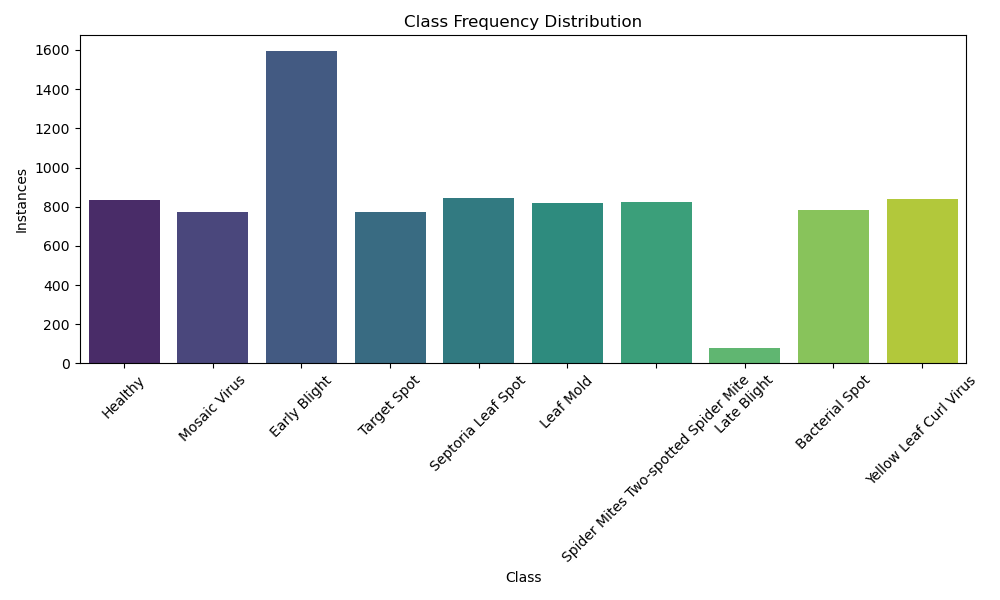 Class Frequency Distribution
Instances
1600
1400
1200
1000
800
600
400
200
0
Healthy
Mosaic Virus
Early Blight
Target Spot
Septoria Leaf Spot
Leaf Mold
Spider Mites Two-spotted Spider Mite
Late Blight
Bacterial Spot
Yellow Leaf Curl Virus
Class